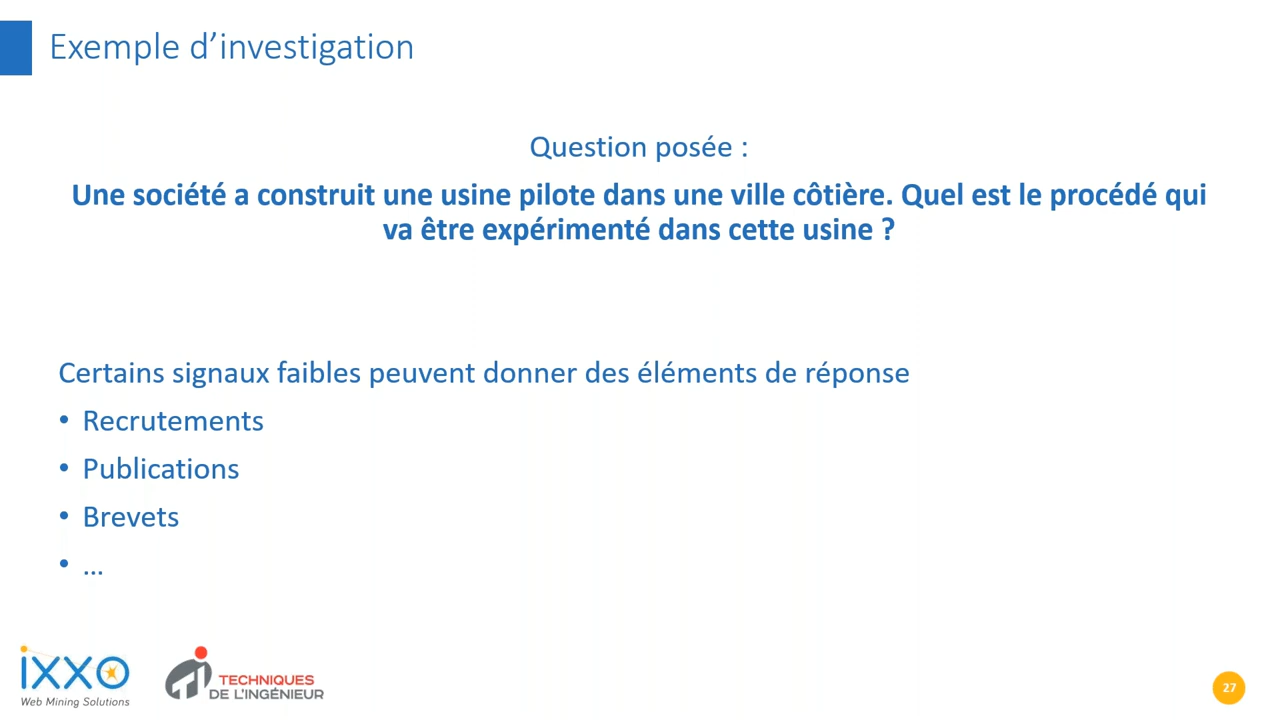 Exemple d’investigation
Question posée :
Une société a construit une usine pilote dans une ville côtière. Quel est le procédé qui
va être expérimenté dans cette usine ?
Certains signaux faibles peuvent donner des éléments de réponse
• Recrutements
• Publications
• Brevets
• …
iXXO
Web Mining Solutions
TECHNIQUES
DE L'INGÉNIEUR
27